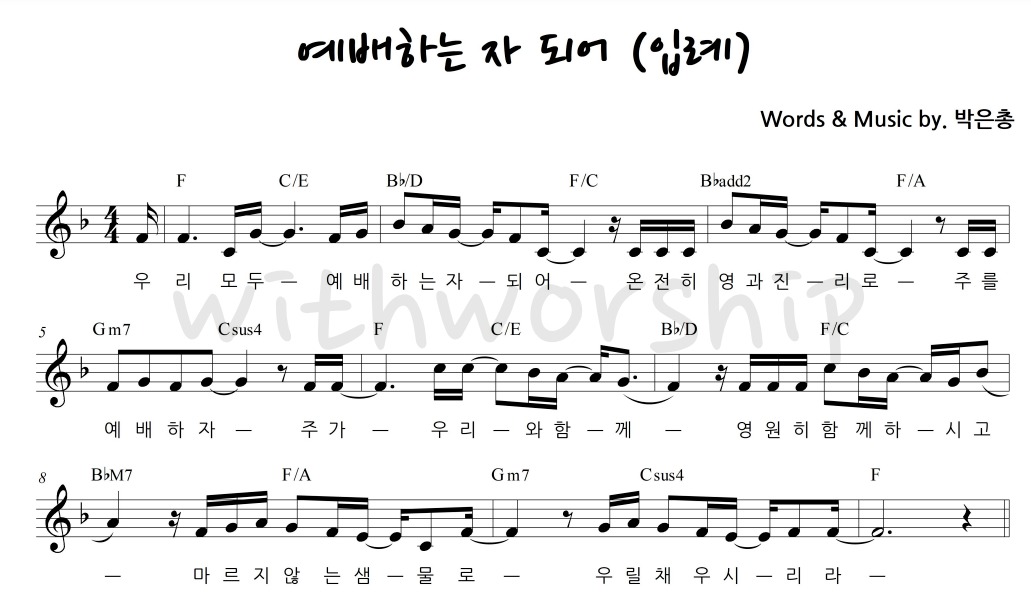 예배하는 자 되어 (입례)
Words & Music by. 박은총
F C/E B♭/D F/C B♭add2 F/A
4/4
우 리 모 두 — 예 배 하 는 자 — 되 어 — 온 전 히 영 과 진 — 리 로 — 주 를
withworship
5 Gm7 Csus4 F C/E B♭/D F/C
예 배 하 자 — 주 가 — 우 리 — 와 함 — 께 — 영 원 히 함 께 하 — 시 고
8 B♭M7 F/A Gm7 Csus4 F
— 마 르 지 않 는 샘 — 물 로 — 우 릴 채 우 시 — 리 라 —